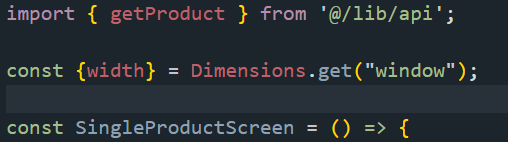 import { getProduct } from '@/lib/api';
const {width} = Dimensions.get("window");
const SingleProductScreen = () => {